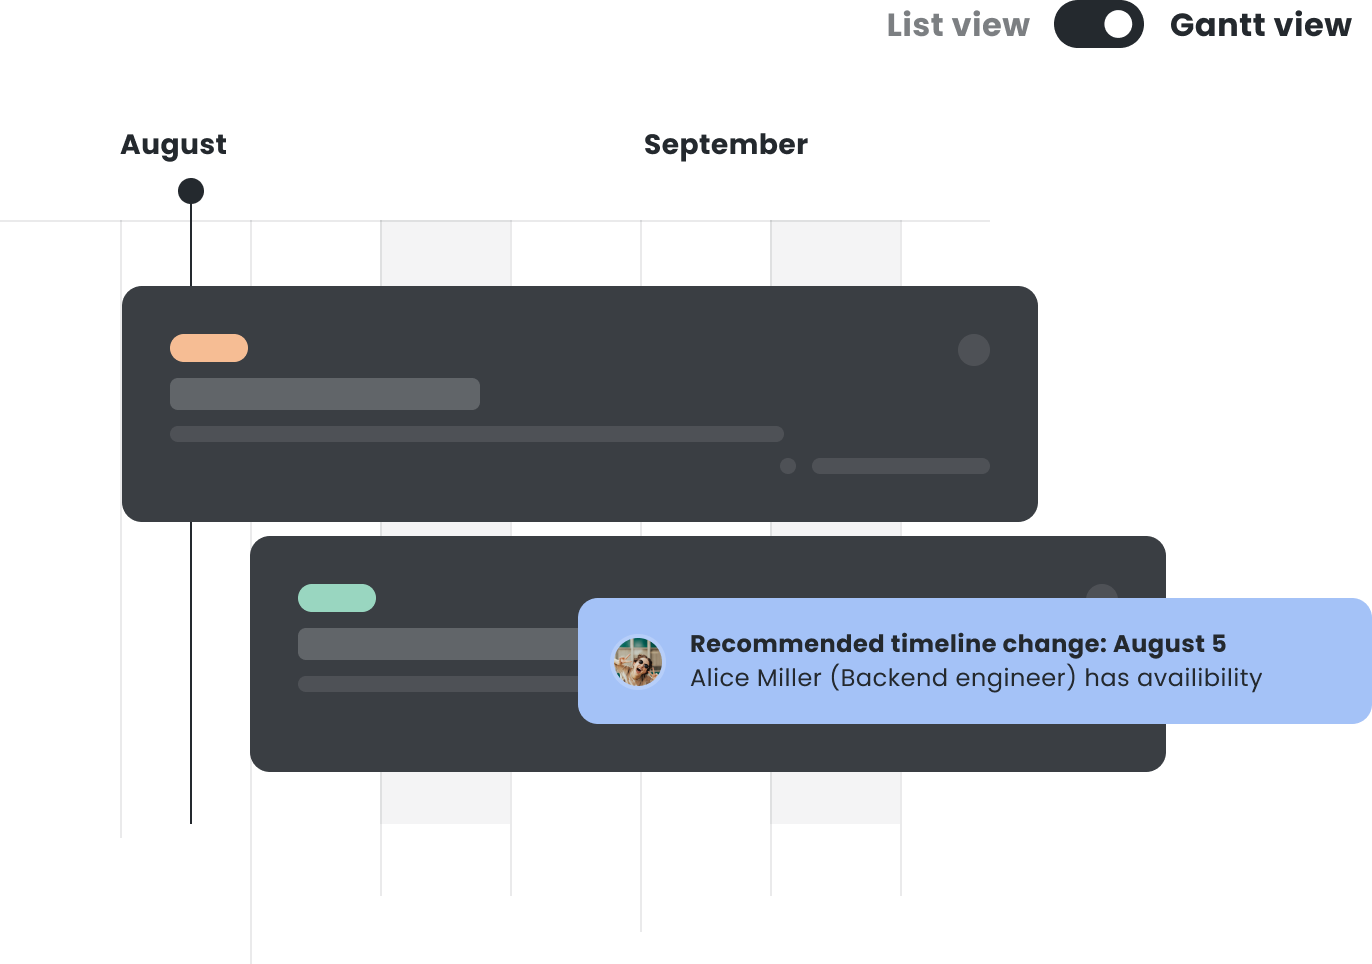 List view
Gantt view
August
September
Recommended timeline change: August 5
Alice Miller (Backend engineer) has availibility